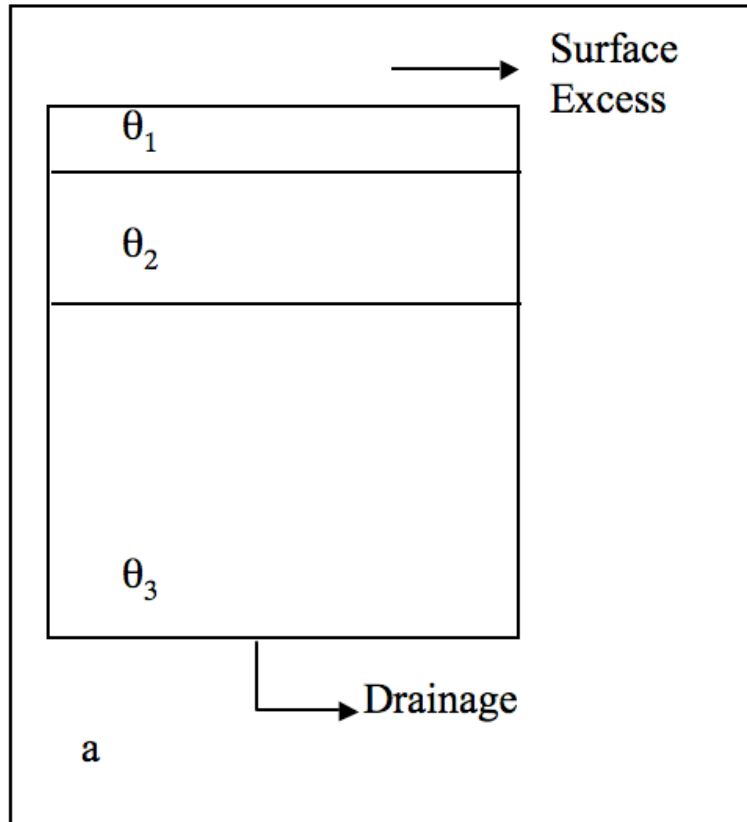 Surface
Excess
θ₁
θ₂
θ₃
Drainage
a